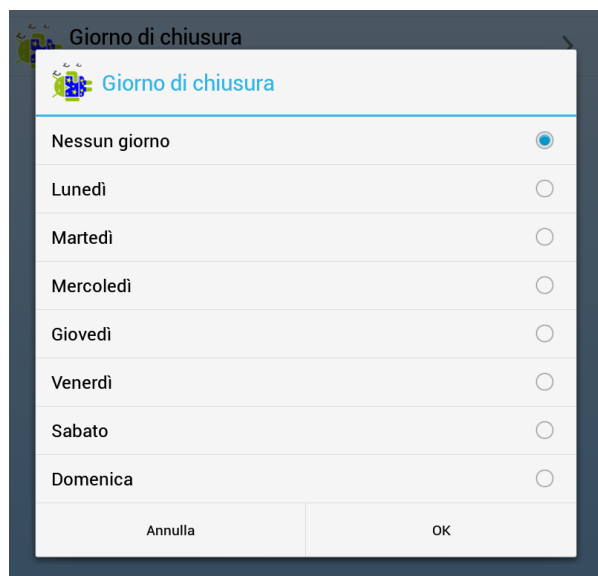 Giorno di chiusura
Giorno di chiusura
Nessun giorno
Lunedì
Martedì
Mercoledì
Giovedì
Venerdì
Sabato
Domenica
Annulla OK